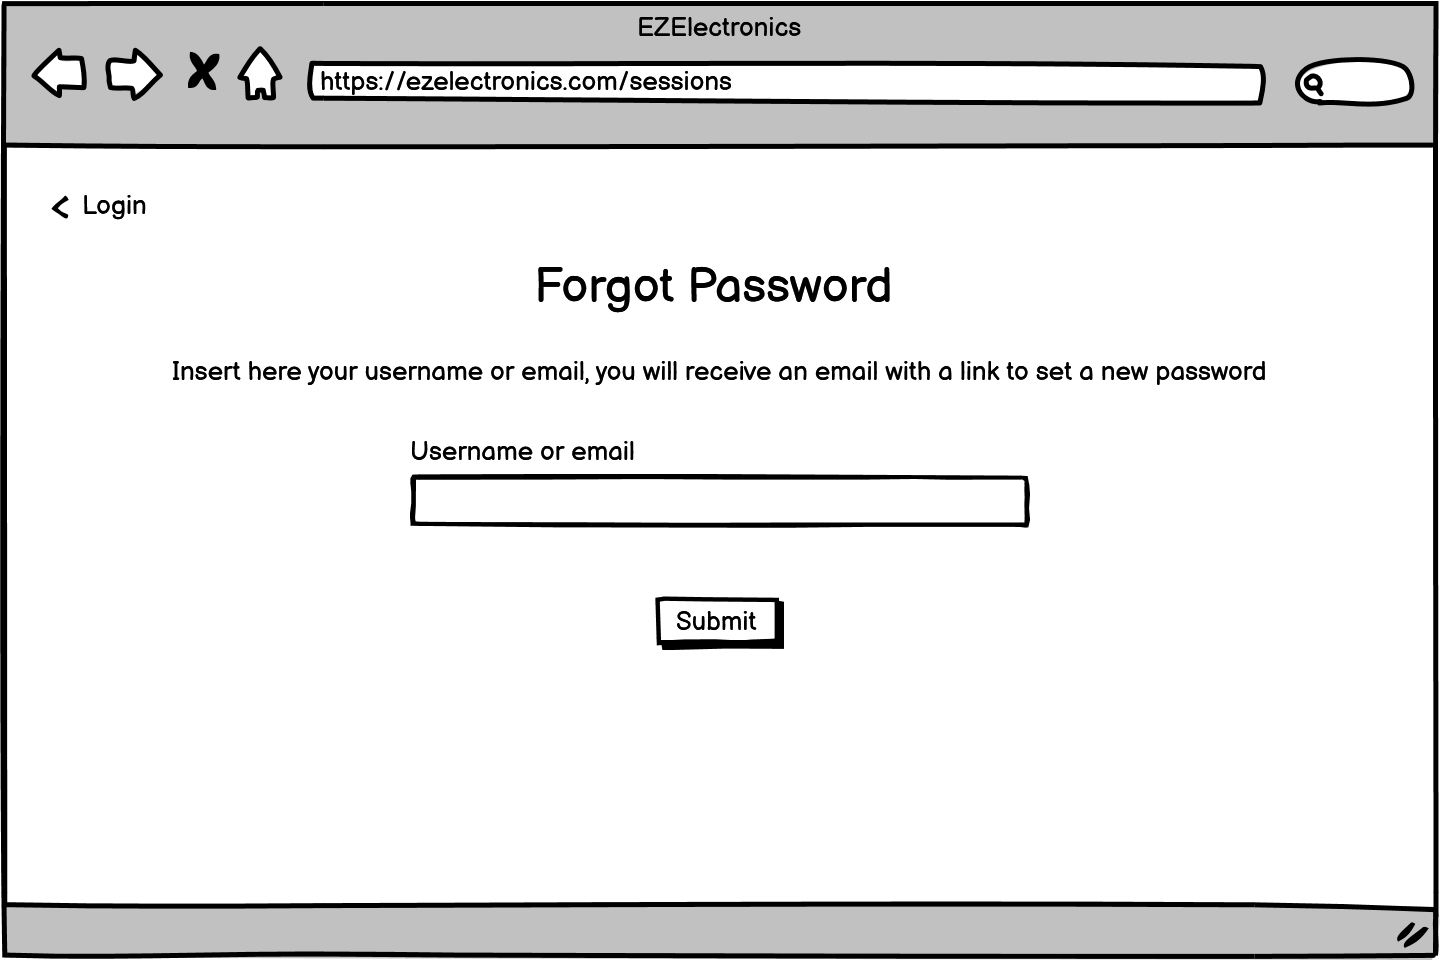 EZElectronics
https://ezelectronics.com/sessions
Login
Forgot Password
Insert here your username or email, you will receive an email with a link to set a new password
Username or email
Submit